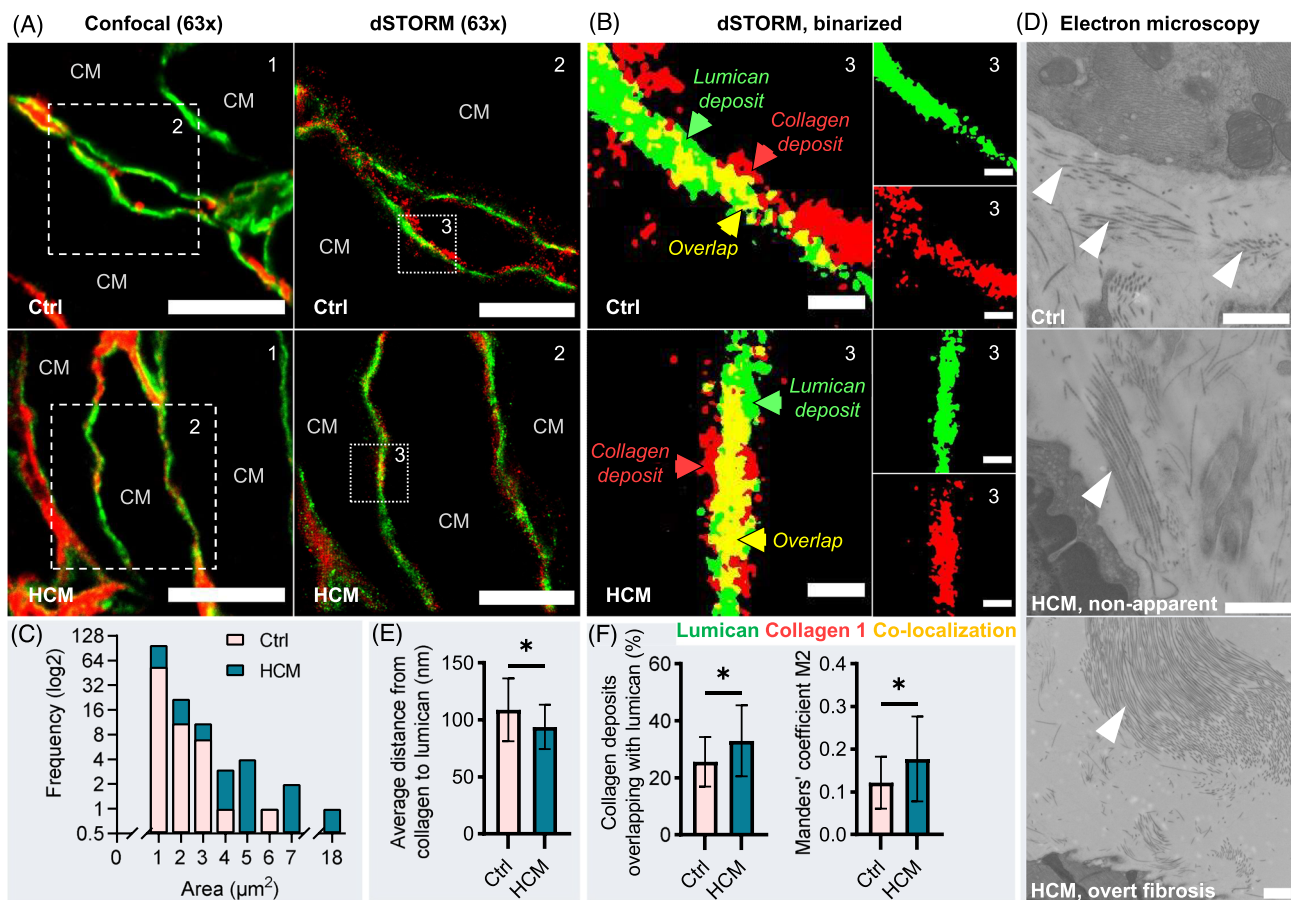 (A) Confocal (63x) dSTORM (63x) (B) dSTORM, binarized (D) Electron microscopy
CM 1
CM
2
CM
Ctrl
2
CM
CM
3
Ctrl
3
Lumican
deposit
Collagen
deposit
Overlap
Ctrl
3
3
Ctrl
CM 1
2
CM
CM
HCM
2
CM
CM
3
CM
HCM
3
Lumican
deposit
Collagen
deposit
Overlap
HCM
3
3
HCM, non-apparent
HCM, overt fibrosis
(C)
Frequency (log2)
128
64
32
16
8
4
2
1
0.5
Ctrl
HCM
0 1 2 3 4 5 6 7 18
Area (µm²)
(E)
Average distance from
collagen to lumican (nm)
150
100
50
0
*
Ctrl
HCM
(F) Lumican Collagen 1 Co-localization
Collagen deposits
overlapping with lumican (%)
60
40
20
0
*
Ctrl
HCM
Manders' coefficient M2
0.4
0.3
0.2
0.1
0.0
*
Ctrl
HCM